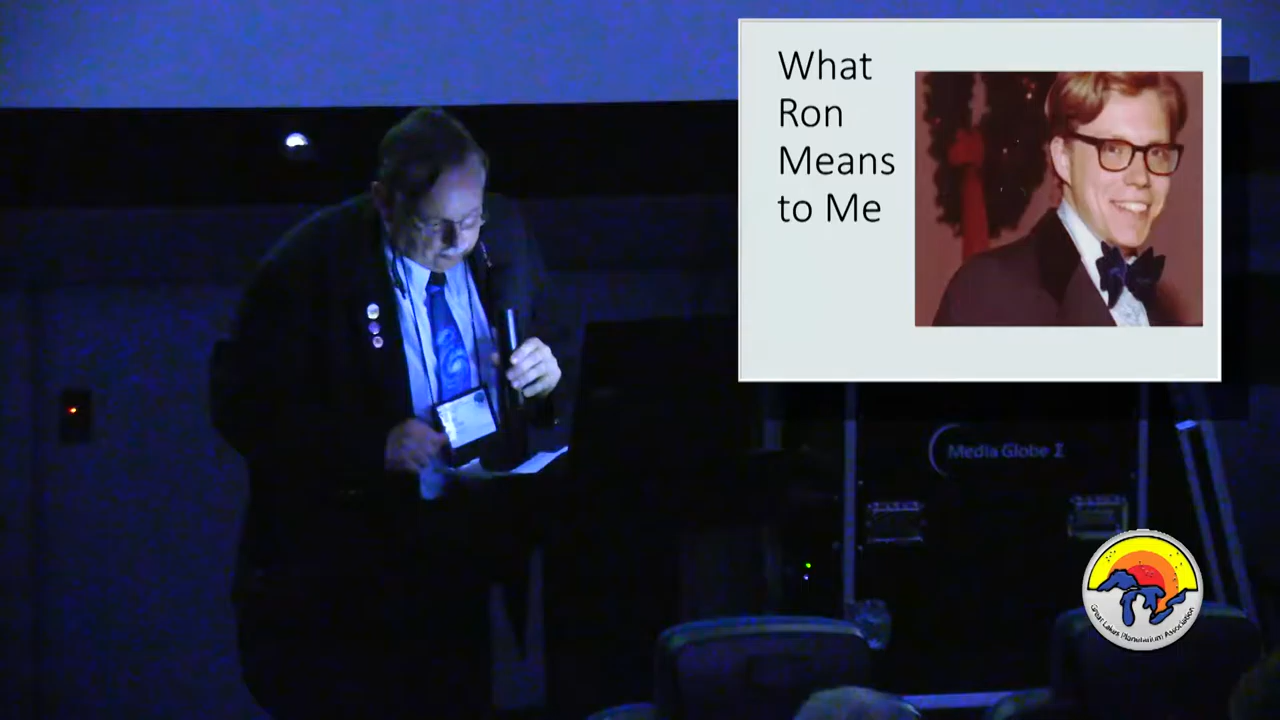 What
Ron
Means
to Me
Media Globe Σ
Great Lakes Planetarium Association